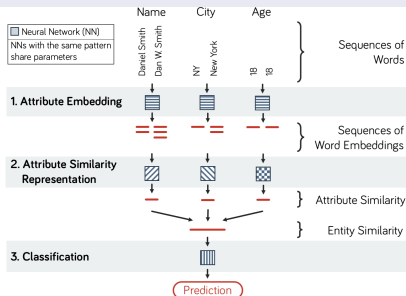 Name City Age
Neural Network (NN)
NNs with the same pattern
share parameters
Daniel Smith
Dan W. Smith
NY
New York
18
18
Sequences of
Words
1. Attribute Embedding
Sequences of
Word Embeddings
2. Attribute Similarity
Representation
Attribute Similarity
Entity Similarity
3. Classification
Prediction